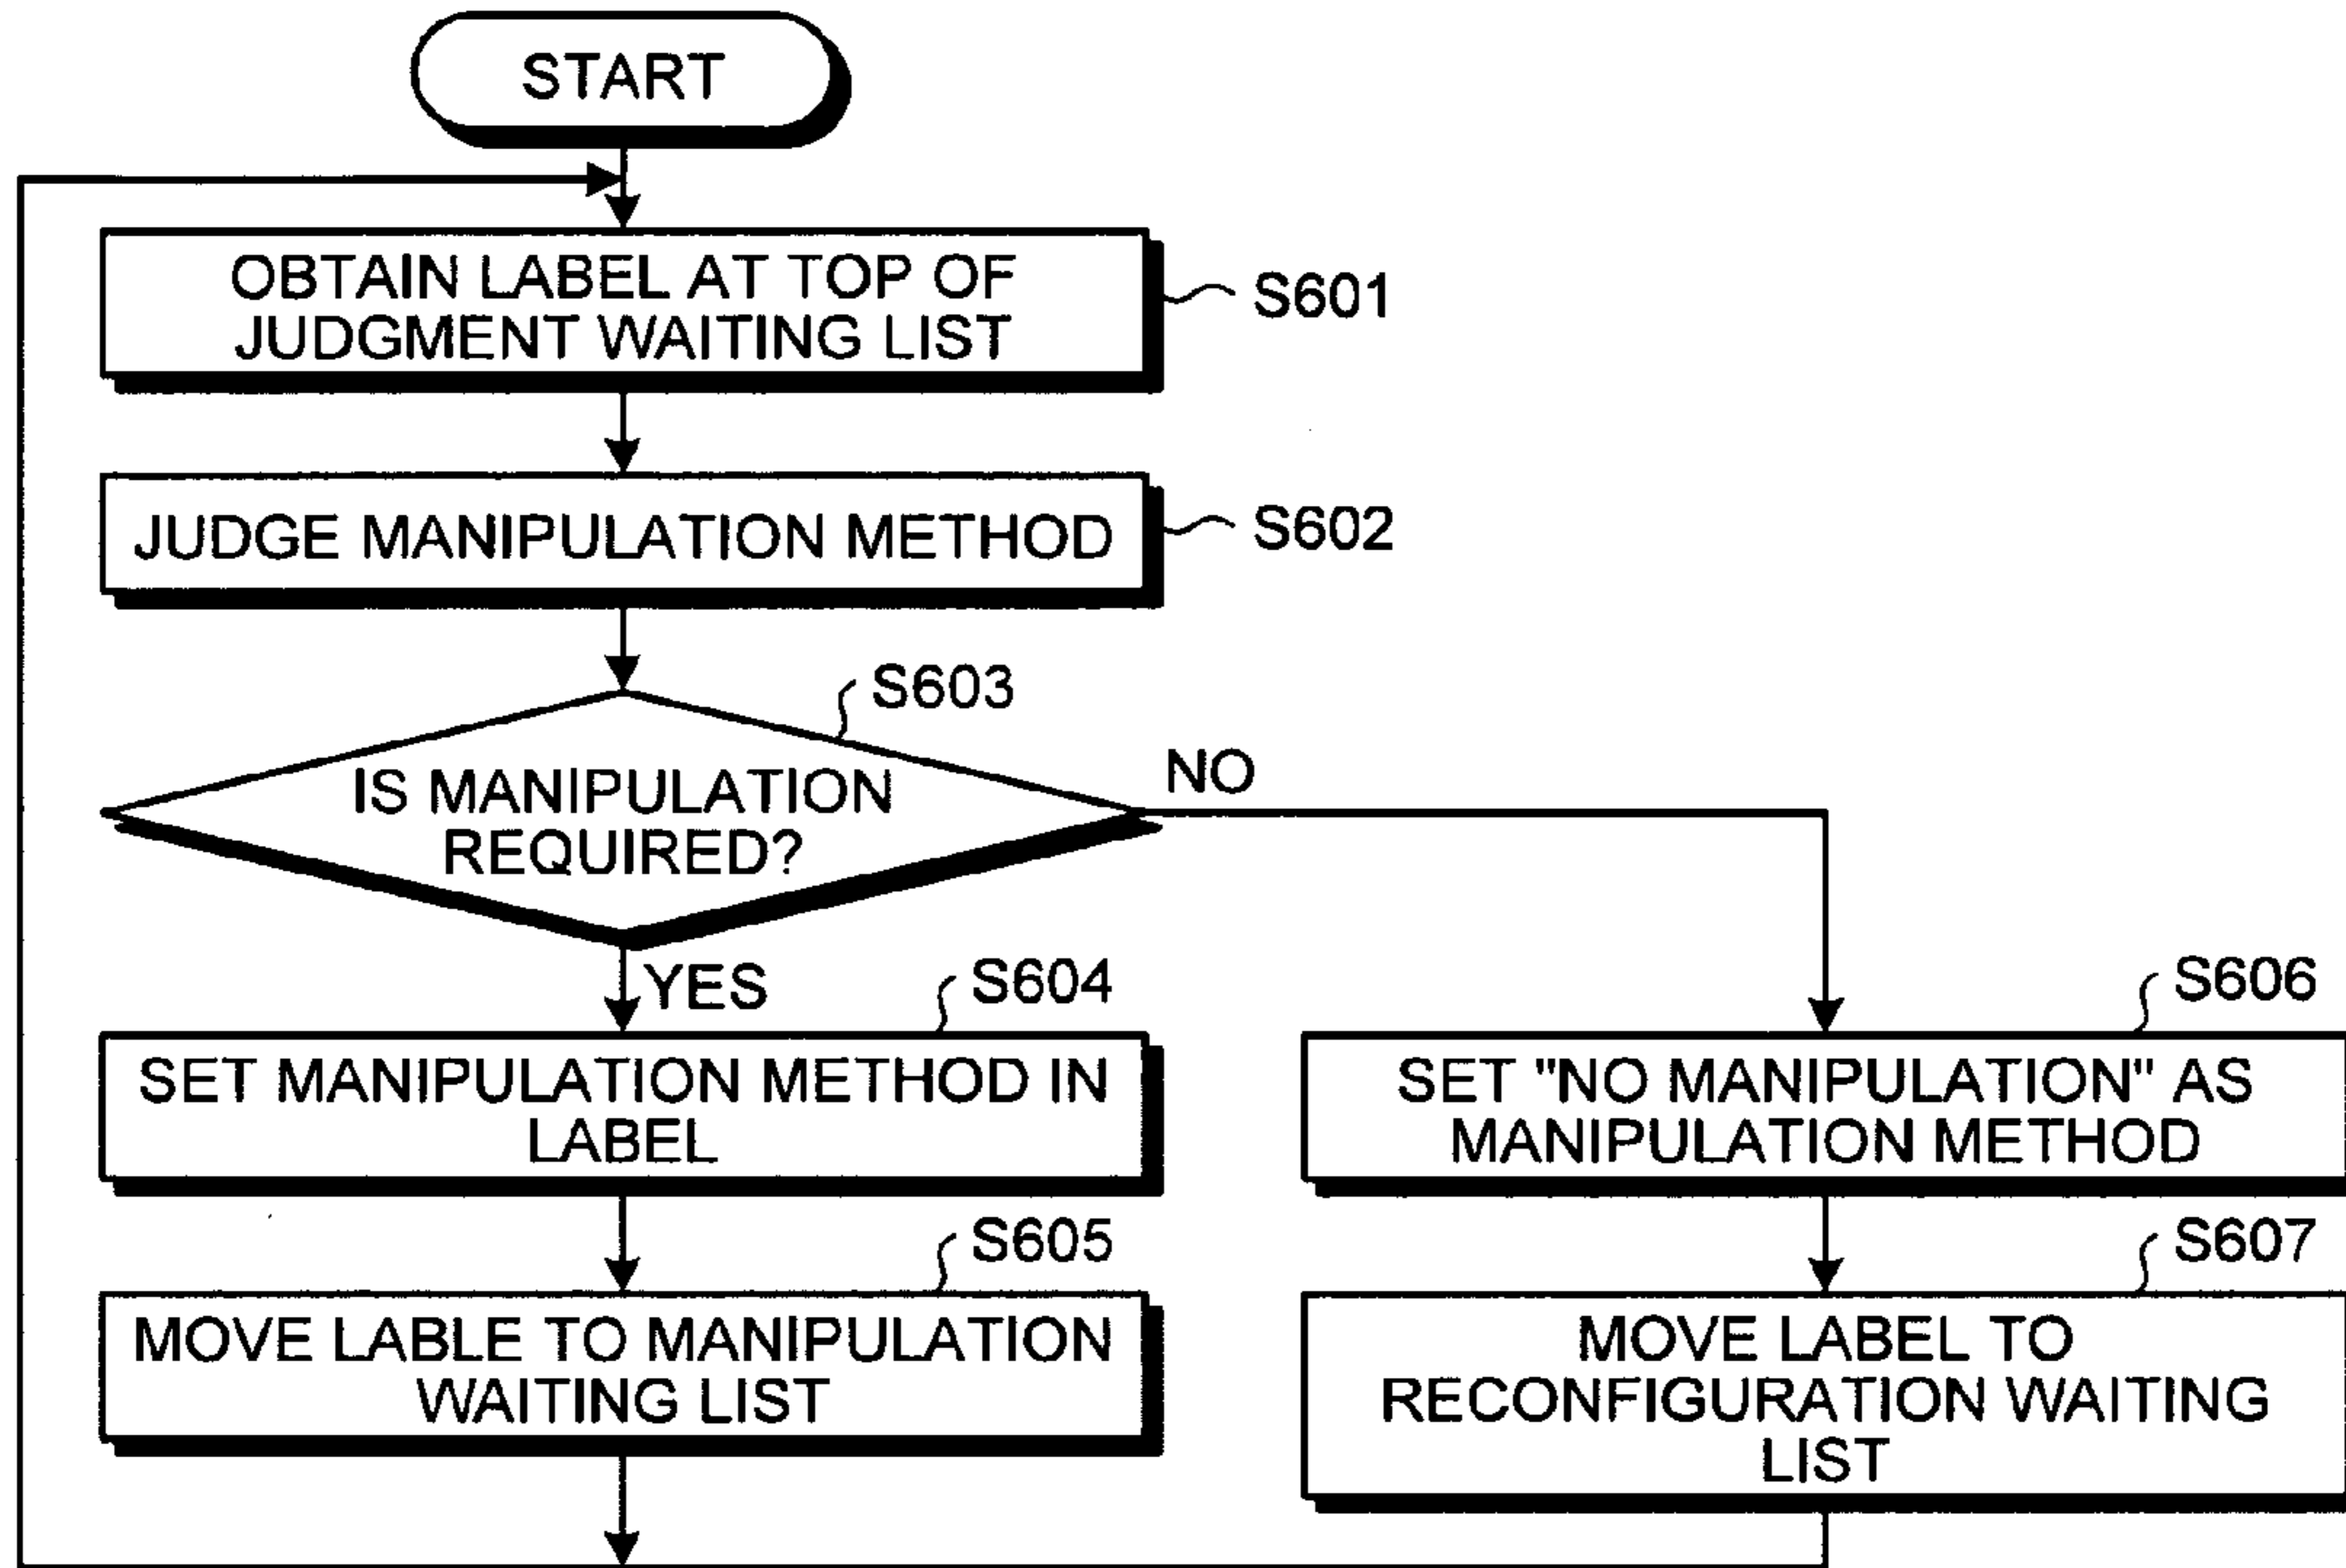 START
OBTAIN LABEL AT TOP OF
JUDGMENT WAITING LIST
S601
JUDGE MANIPULATION METHOD
S602
S603
IS MANIPULATION
REQUIRED?
NO
YES
S604
SET MANIPULATION METHOD IN
LABEL
S606
SET "NO MANIPULATION" AS
MANIPULATION METHOD
S605
MOVE LABLE TO MANIPULATION
WAITING LIST
S607
MOVE LABEL TO
RECONFIGURATION WAITING
LIST